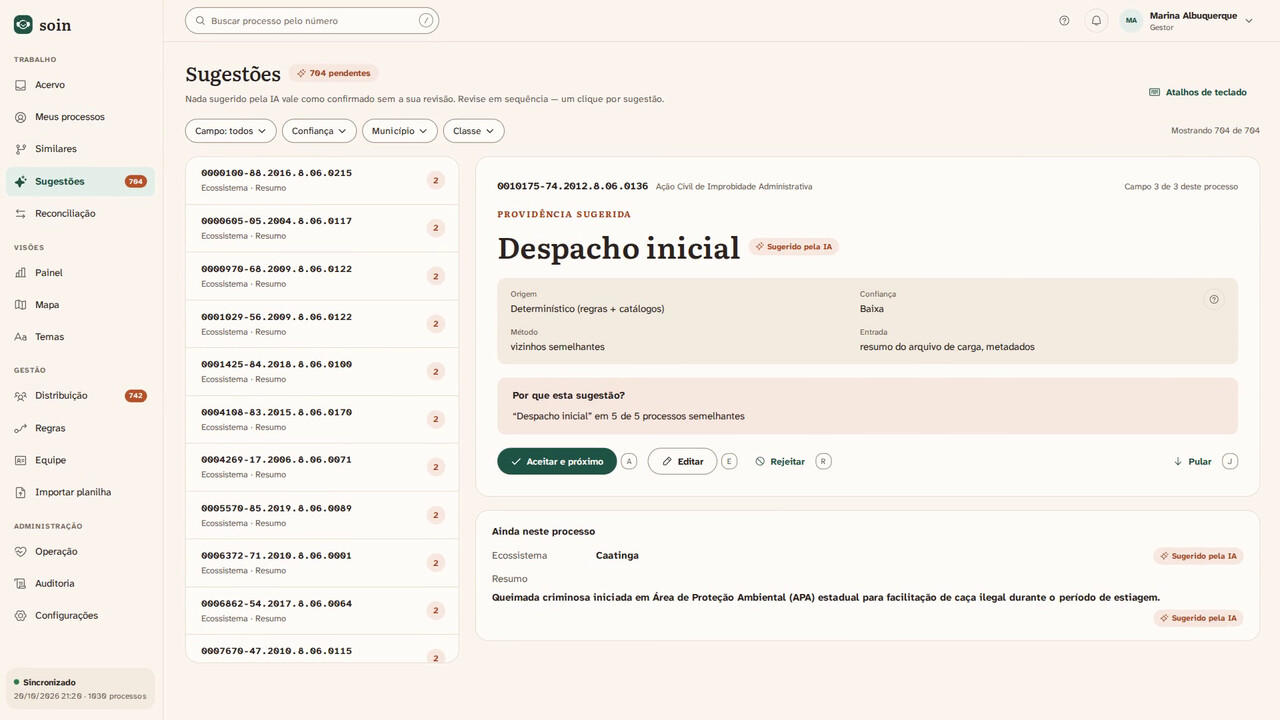 soin
TRABALHO
Acervo
Meus processos
Similares
Sugestões 704
Reconciliação
VISÕES
Painel
Mapa
Temas
GESTÃO
Distribuição 742
Regras
Equipe
Importar planilha
ADMINISTRAÇÃO
Operação
Auditoria
Configurações
Sincronizado
20/10/2026 21:20 · 1030 processos
Buscar processo pelo número /
MA Marina Albuquerque
Gestor
Sugestões 704 pendentes
Nada sugerido pela IA vale como confirmado sem a sua revisão. Revise em sequência — um clique por sugestão.
Atalhos de teclado
Campo: todos Confiança Município Classe
Mostrando 704 de 704
0000100-88.2016.8.06.0215
Ecossistema · Resumo 2
0000605-05.2004.8.06.0117
Ecossistema · Resumo 2
0000970-68.2009.8.06.0122
Ecossistema · Resumo 2
0001029-56.2009.8.06.0122
Ecossistema · Resumo 2
0001425-84.2018.8.06.0100
Ecossistema · Resumo 2
0004108-83.2015.8.06.0170
Ecossistema · Resumo 2
0004269-17.2006.8.06.0071
Ecossistema · Resumo 2
0005570-85.2019.8.06.0089
Ecossistema · Resumo 2
0006372-71.2010.8.06.0001
Ecossistema · Resumo 2
0006862-54.2017.8.06.0064
Ecossistema · Resumo 2
0007670-47.2010.8.06.0115
2
0010175-74.2012.8.06.0136 Ação Civil de Improbidade Administrativa Campo 3 de 3 deste processo
PROVIDÊNCIA SUGERIDA
Despacho inicial Sugerido pela IA
Origem
Determinístico (regras + catálogos)
Confiança
Baixa
Método
vizinhos semelhantes
Entrada
resumo do arquivo de carga, metadados
Por que esta sugestão?
“Despacho inicial” em 5 de 5 processos semelhantes
Aceitar e próximo A Editar E Rejeitar R Pular J
Ainda neste processo
Ecossistema Caatinga Sugerido pela IA
Resumo
Queimada criminosa iniciada em Área de Proteção Ambiental (APA) estadual para facilitação de caça ilegal durante o período de estiagem.
Sugerido pela IA